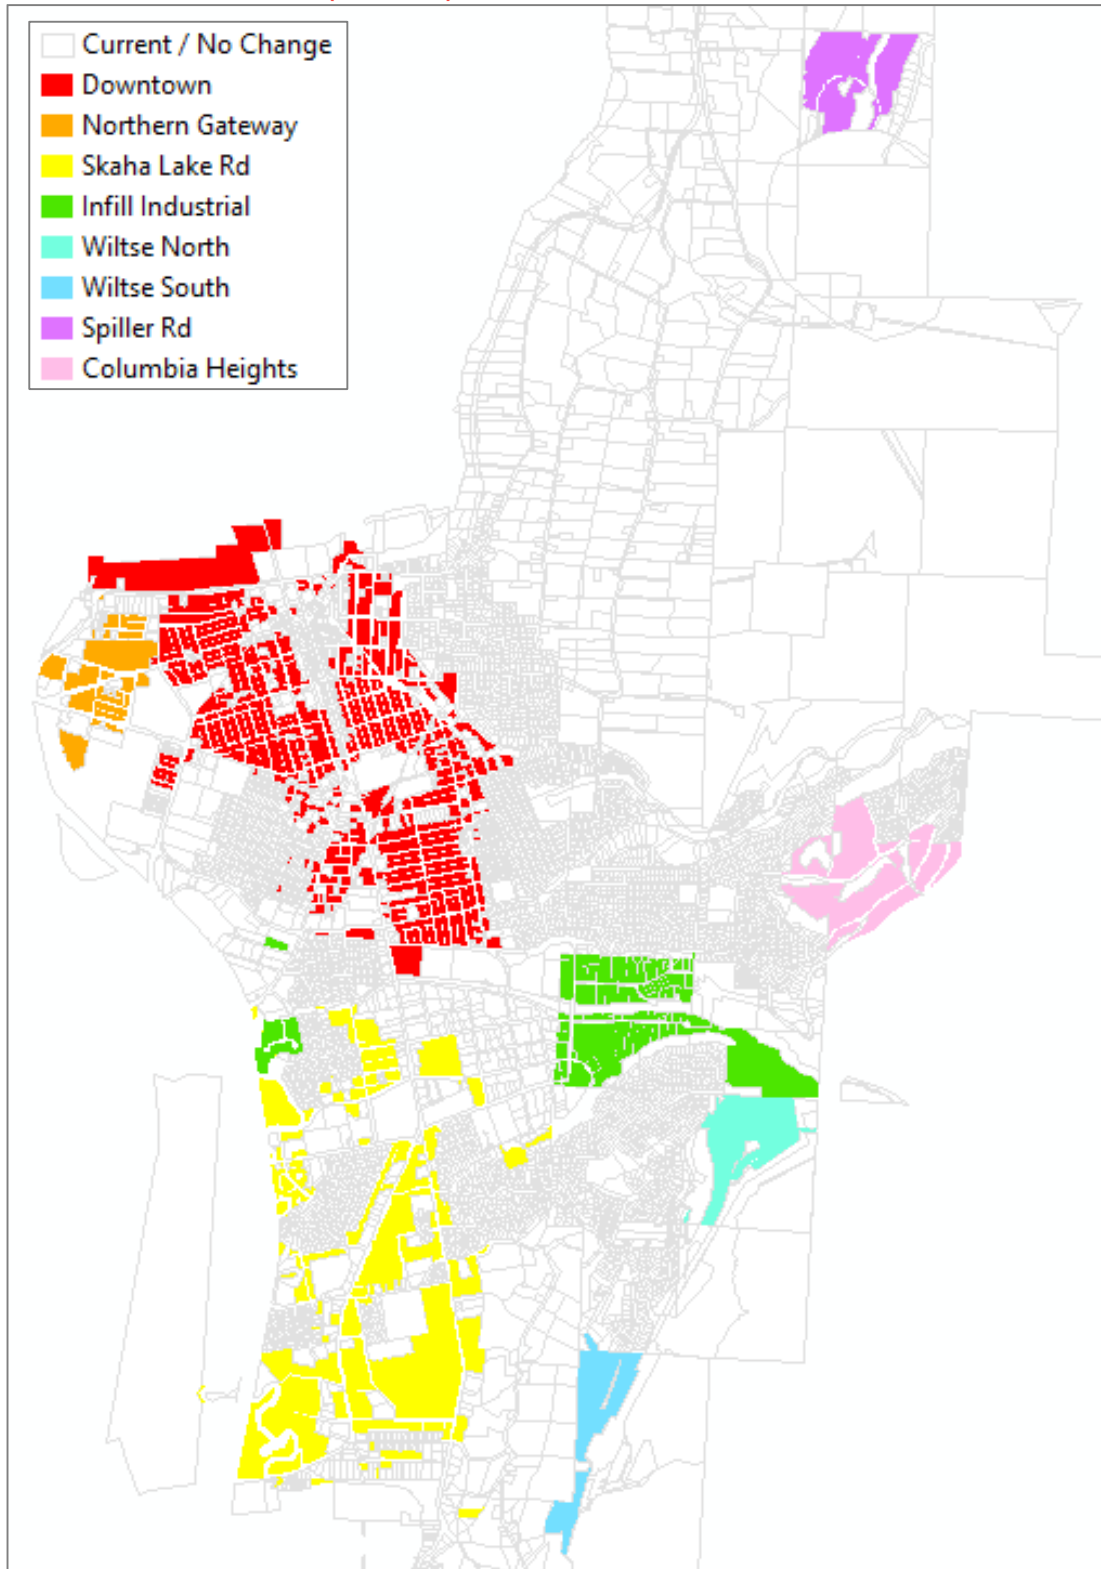 Current / No Change
Downtown
Northern Gateway
Skaha Lake Rd
Infill Industrial
Wiltse North
Wiltse South
Spiller Rd
Columbia Heights